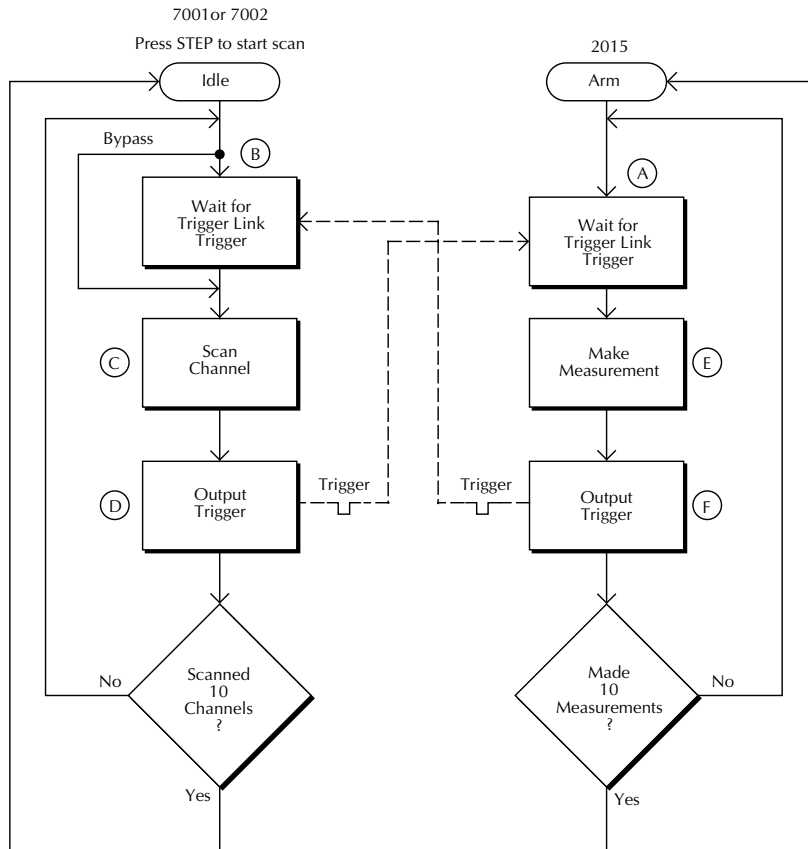 7001or 7002
Press STEP to start scan
Idle
Bypass
B
Wait for
Trigger Link
Trigger
C
Scan
Channel
D
Output
Trigger
Trigger
No
Scanned
10
Channels
?
Yes
2015
Arm
A
Wait for
Trigger Link
Trigger
Make
Measurement
E
Trigger
Output
Trigger
F
Made
10
Measurements
?
No
Yes